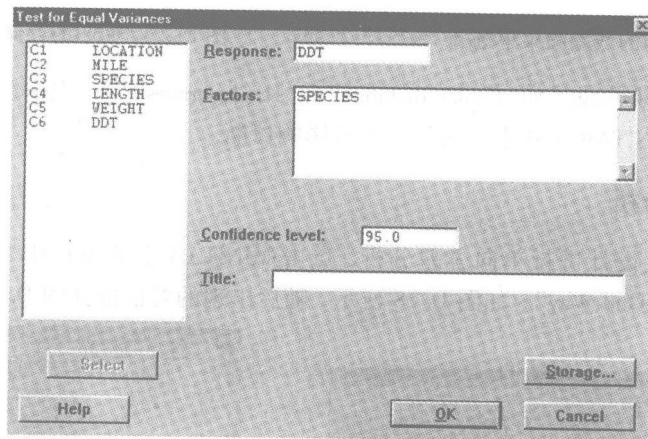 Test for Equal Variances
C1 LOCATION
C2 MILE
C3 SPECIES
C4 LENGTH
C5 WEIGHT
C6 DDT
Response: DDT
Factors: SPECIES
Confidence level: 95.0
Title:
Select
Storage...
Help
OK
Cancel